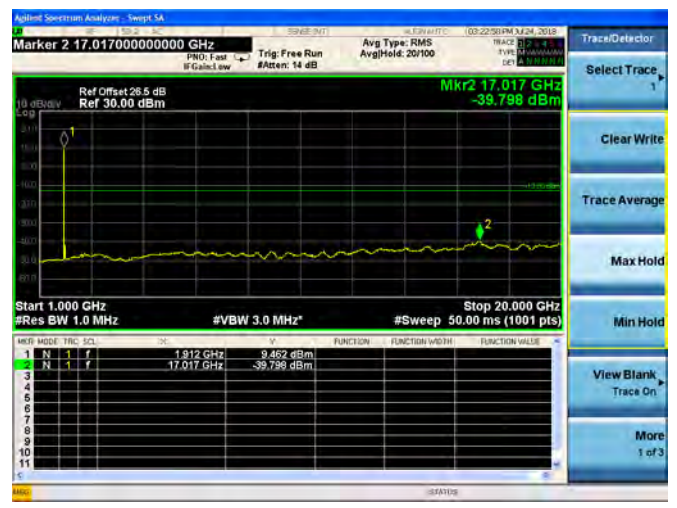 Agilent Spectrum Analyzer - Swept SA
03:22:58 PM Jul 24, 2018
Marker 2 17.017000000000 GHz
PNO: Fast
IFGain:Low
Trig: Free Run
#Atten: 14 dB
Avg Type: RMS
Avg|Hold: 20/100
TRACE
TYPE
DET
Trace/Detector
Select Trace
1
Ref Offset 26.5 dB
Ref 30.00 dBm
10 dB/div
Log
Mkr2 17.017 GHz
-39.798 dBm
1
2
Clear Write
Trace Average
Max Hold
Min Hold
View Blank
Trace On
More
1 of 3
Start 1.000 GHz
Stop 20.000 GHz
#Res BW 1.0 MHz
#VBW 3.0 MHz*
#Sweep 50.00 ms (1001 pts)
MKR MODE TRC SCL X Y FUNCTION FUNCTION WIDTH FUNCTION VALUE
1 N 1 f 1.912 GHz 9.462 dBm
2 N 1 f 17.017 GHz -39.798 dBm
3
4
5
6
7
8
9
10
11
MSG
STATUS